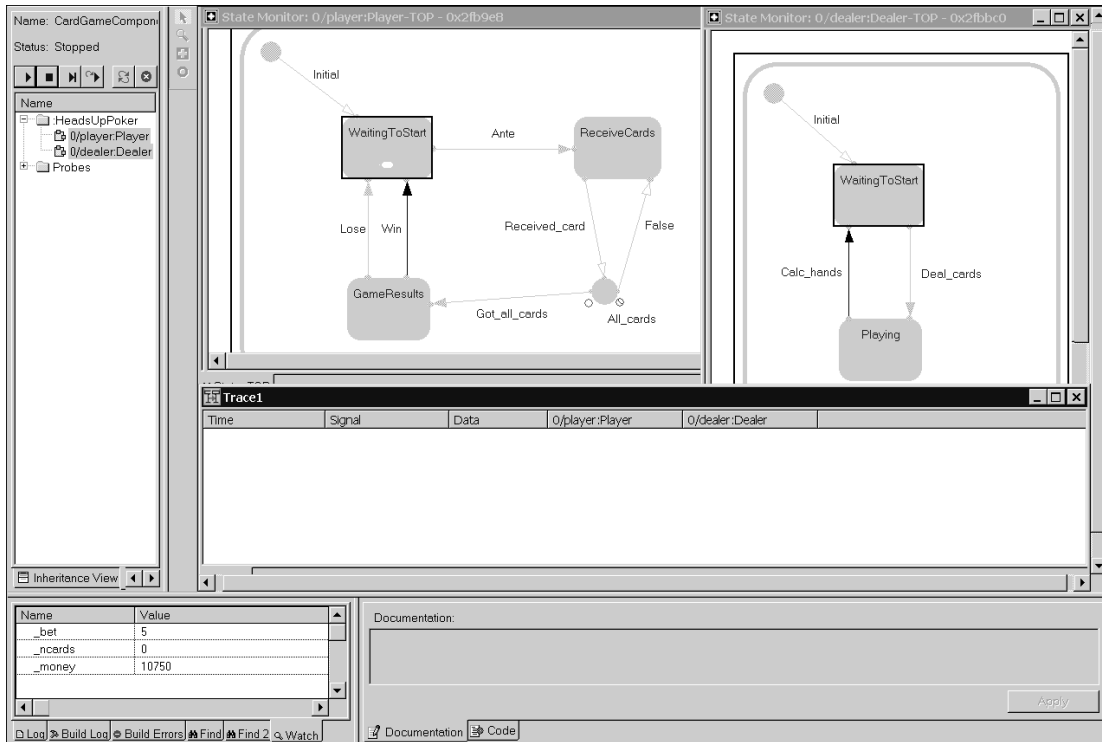 Name: CardGameCompon
Status: Stopped
Name
:HeadsUpPoker
0/player:Player
0/dealer:Dealer
Probes
Inheritance View
State Monitor: 0/player:Player-TOP - 0x2fb9e8
Initial
WaitingToStart
Ante
ReceiveCards
Lose
Win
Received_card
False
GameResults
Got_all_cards
All_cards
State Monitor: 0/dealer:Dealer-TOP - 0x2fbbc0
Initial
WaitingToStart
Calc_hands
Deal_cards
Playing
Trace1
Time Signal Data 0/player:Player 0/dealer:Dealer
Name Value
_bet 5
_ncards 0
_money 10750
Log Build Log Build Errors Find Find 2 Watch
Documentation:
Apply
Documentation Code